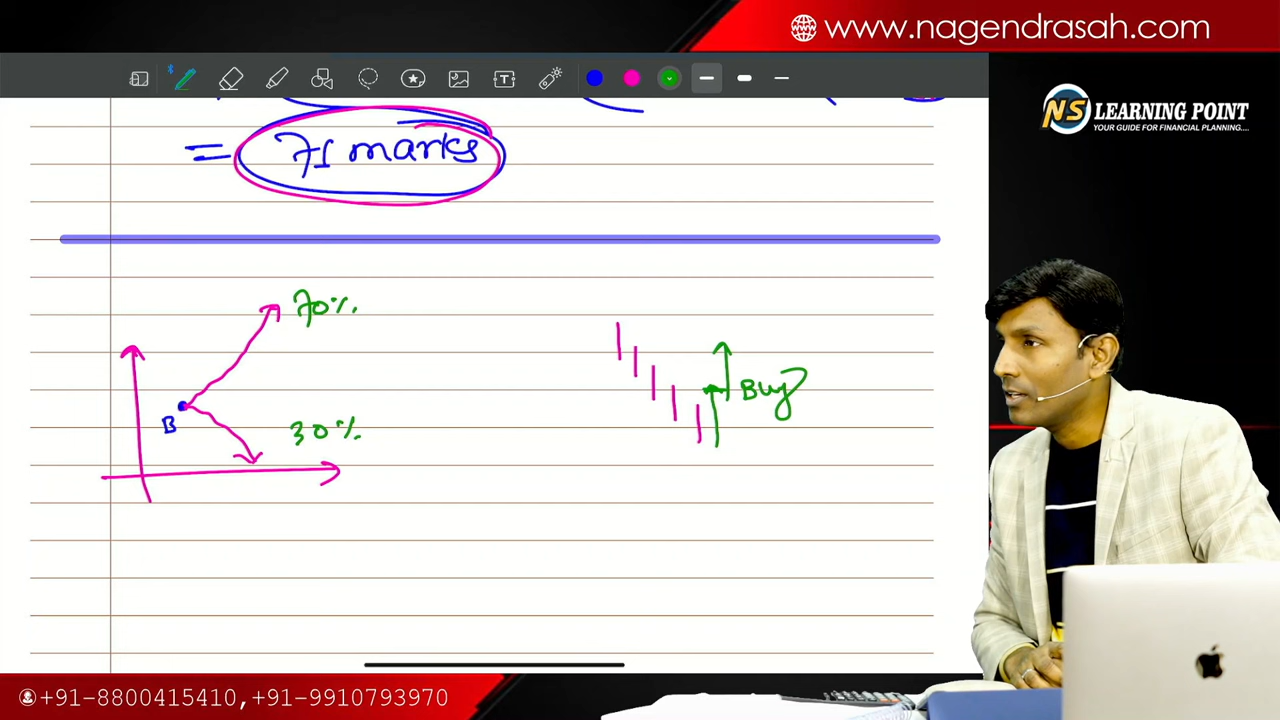 www.nagendrasah.com
NS LEARNING POINT
YOUR GUIDE FOR FINANCIAL PLANNING....
= 71 marks
70%.
B
30%.
Buy
+91-8800415410,+91-9910793970